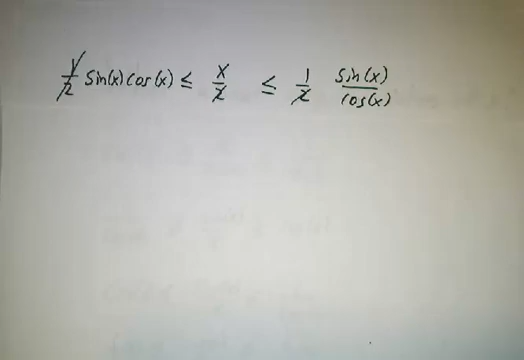 1/2 sin(x) cos(x) ≤ x/2 ≤ 1/2 sin(x)/cos(x)